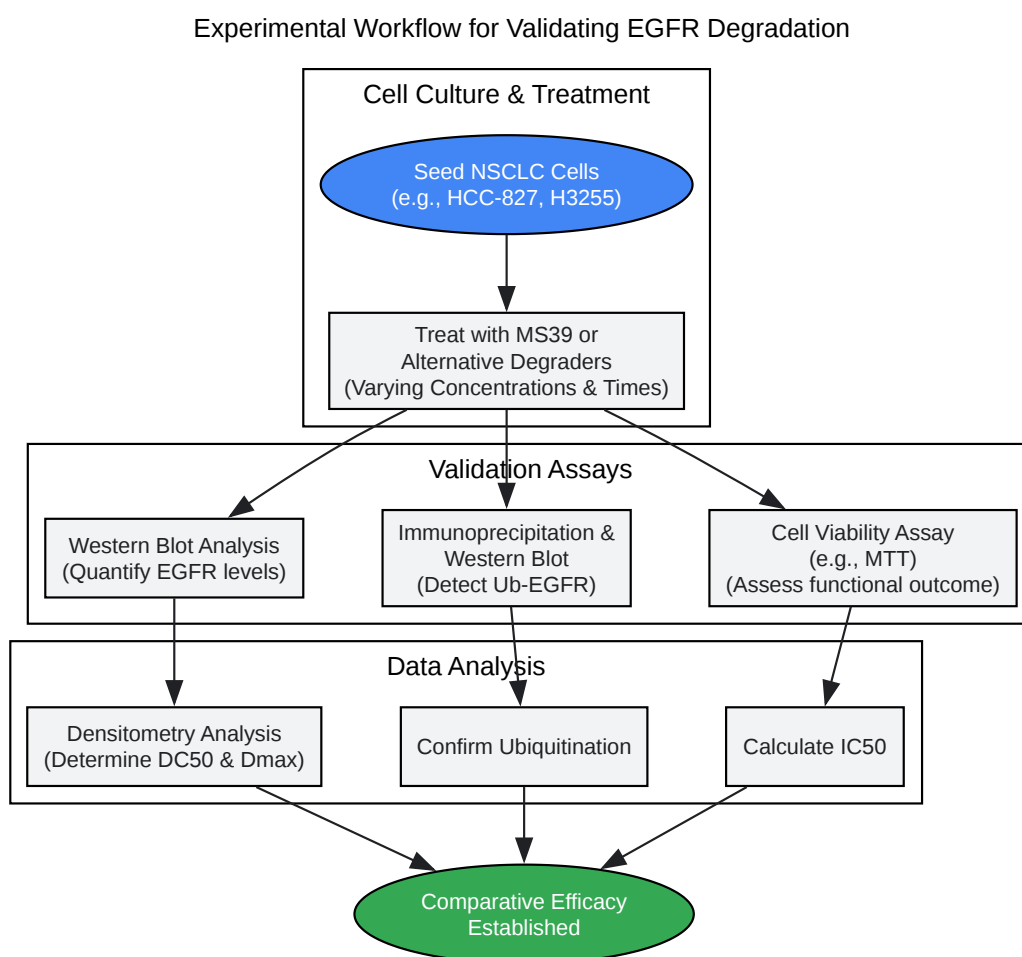 Experimental Workflow for Validating EGFR Degradation
Cell Culture & Treatment
Seed NSCLC Cells
(e.g., HCC-827, H3255)
Treat with MS39 or
Alternative Degraders
(Varying Concentrations & Times)
Validation Assays
Western Blot Analysis
(Quantify EGFR levels)
Immunoprecipitation &
Western Blot
(Detect Ub-EGFR)
Cell Viability Assay
(e.g., MTT)
(Assess functional outcome)
Data Analysis
Densitometry Analysis
(Determine DC50 & Dmax)
Confirm Ubiquitination
Calculate IC50
Comparative Efficacy
Established